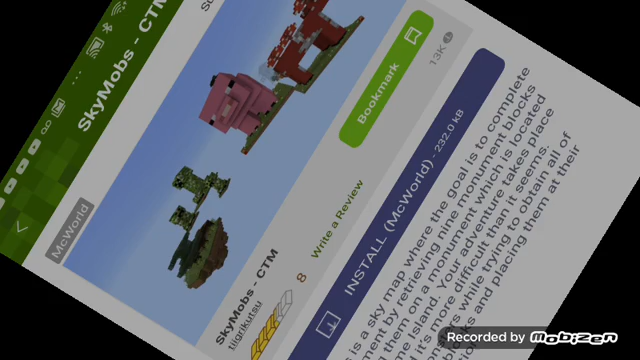 SkyMobs - CTM
McWorld
SkyMobs - CTM
tiigrikutsu
8
Write a Review
Bookmark
13K
INSTALL (McWorld) - 232.0 kB
is a sky map where the goal is to complete
by retrieving nine monument blocks
them on a monument which is located
island. Your adventure takes place
it's more difficult than it seems.
while trying to obtain all of
and placing them at their
Recorded by mobizen